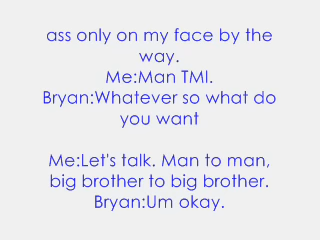 ass only on my face by the
way.
Me:Man TMI.
Bryan:Whatever so what do
you want
Me:Let's talk. Man to man,
big brother to big brother.
Bryan:Um okay.